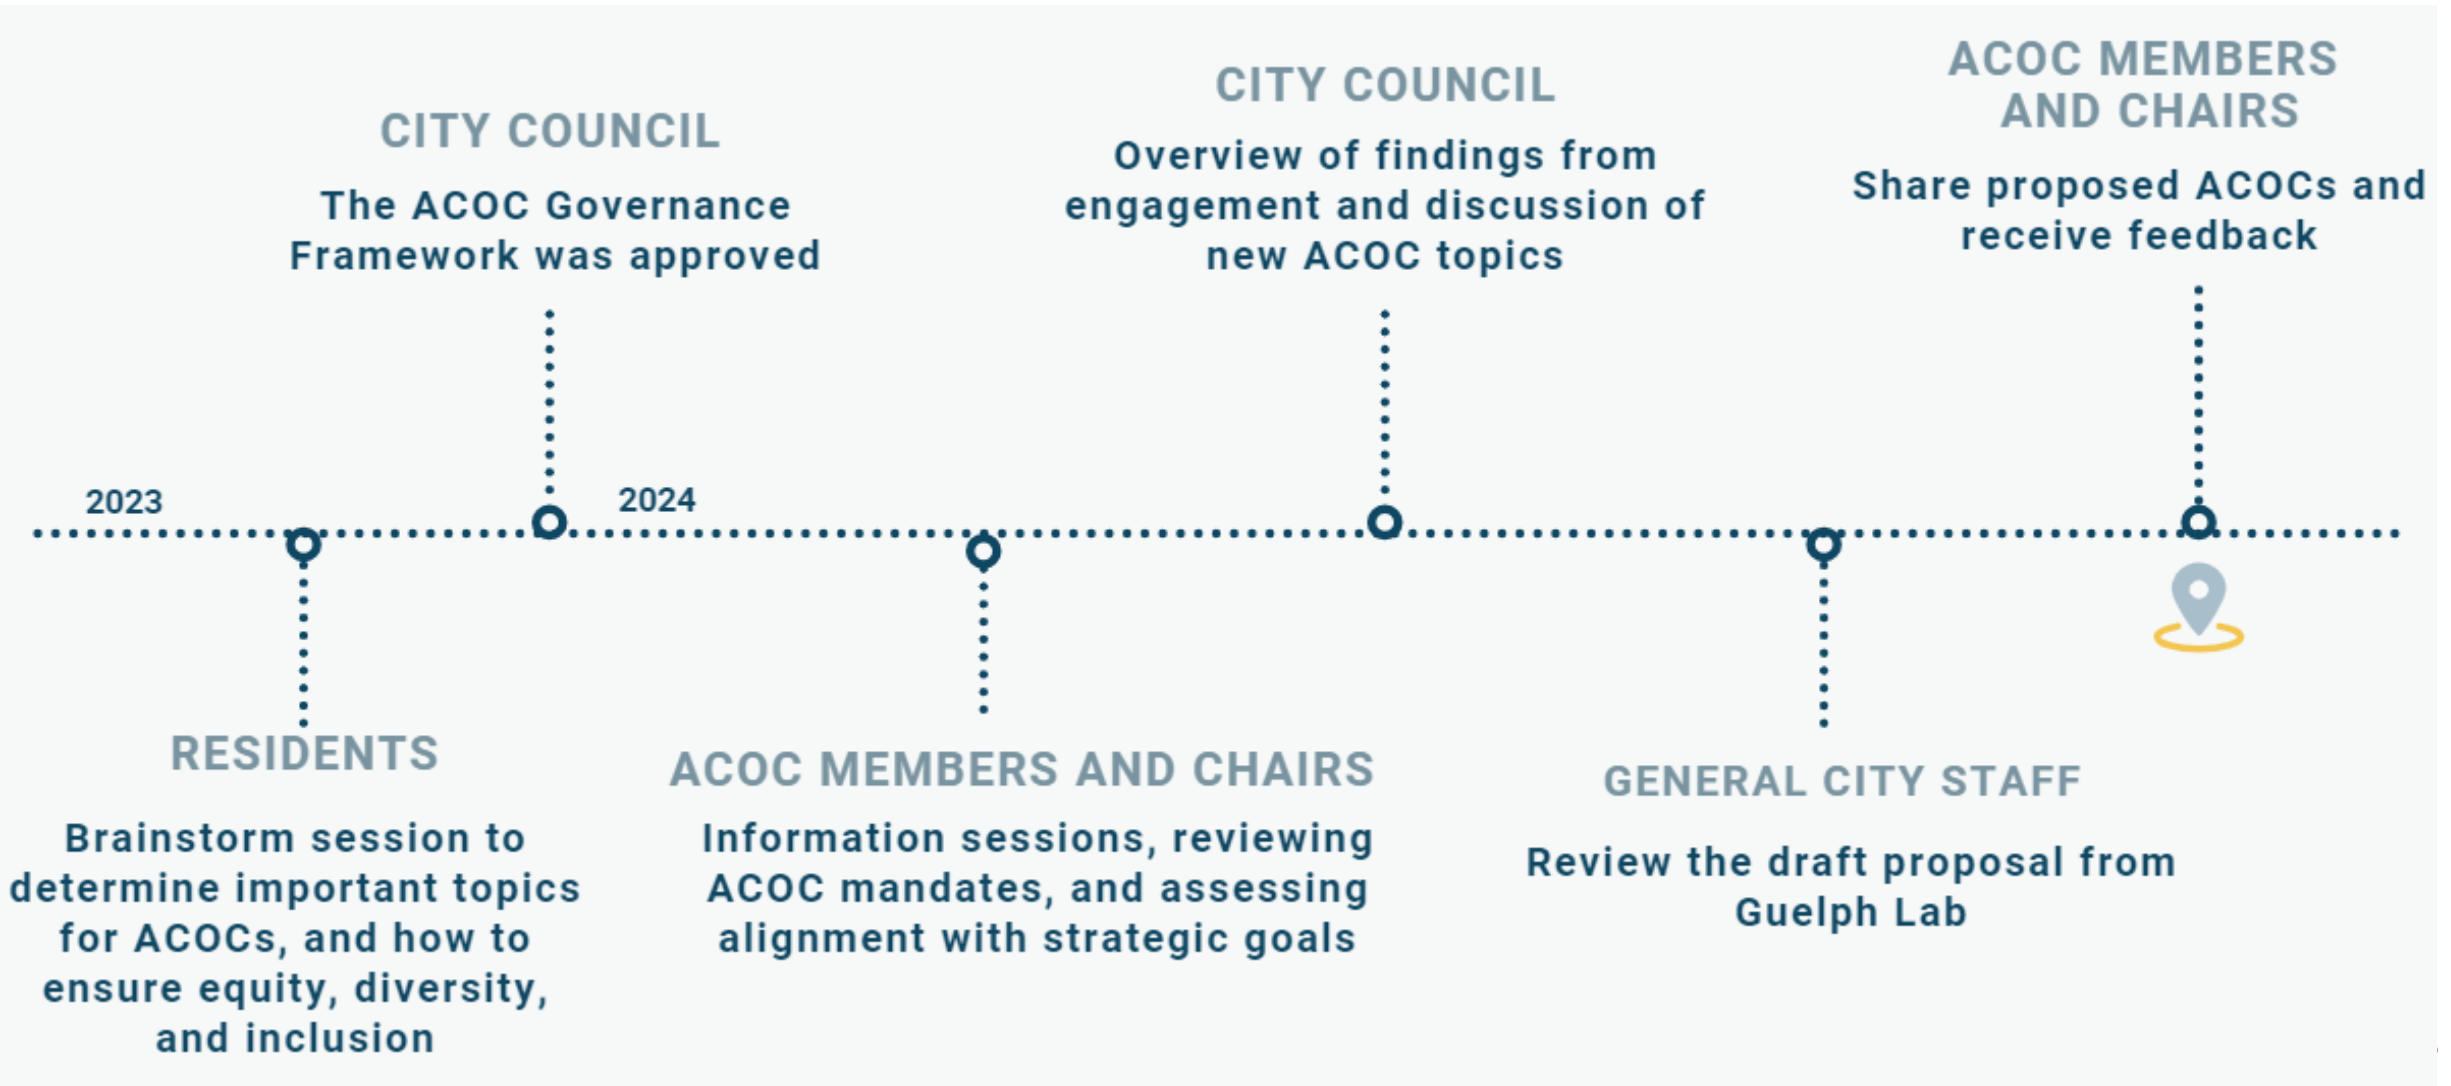 CITY COUNCIL
The ACOC Governance
Framework was approved
CITY COUNCIL
Overview of findings from
engagement and discussion of
new ACOC topics
ACOC MEMBERS
AND CHAIRS
Share proposed ACOCs and
receive feedback
2023
2024
RESIDENTS
Brainstorm session to
determine important topics
for ACOCs, and how to
ensure equity, diversity,
and inclusion
ACOC MEMBERS AND CHAIRS
Information sessions, reviewing
ACOC mandates, and assessing
alignment with strategic goals
GENERAL CITY STAFF
Review the draft proposal from
Guelph Lab